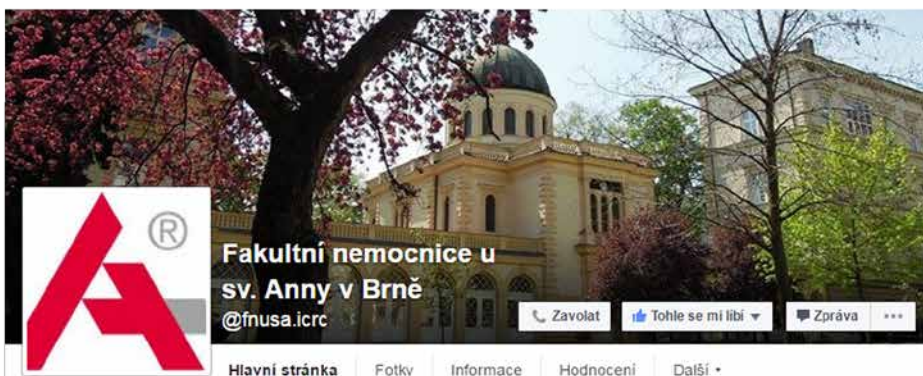 ®
Fakultní nemocnice u
sv. Anny v Brně
@fnusa.icrc
Zavolat
Tohle se mi líbí
Zpráva
Hlavní stránka
Fotky
Informace
Hodnocení
Další